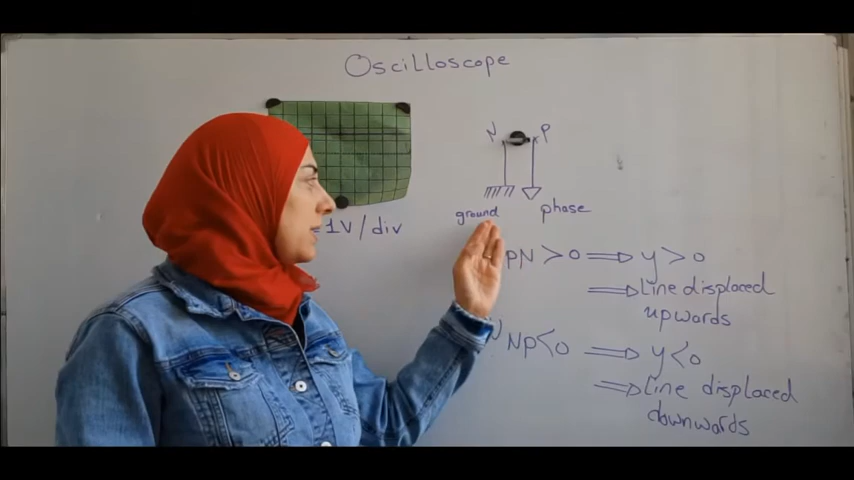 Oscilloscope
N P
ground phase
=1V/div
PN>0 ⟹ y>0
⟹ Line displaced
upwards
NP<0 ⟹ y<0
⟹ Line displaced
downwards